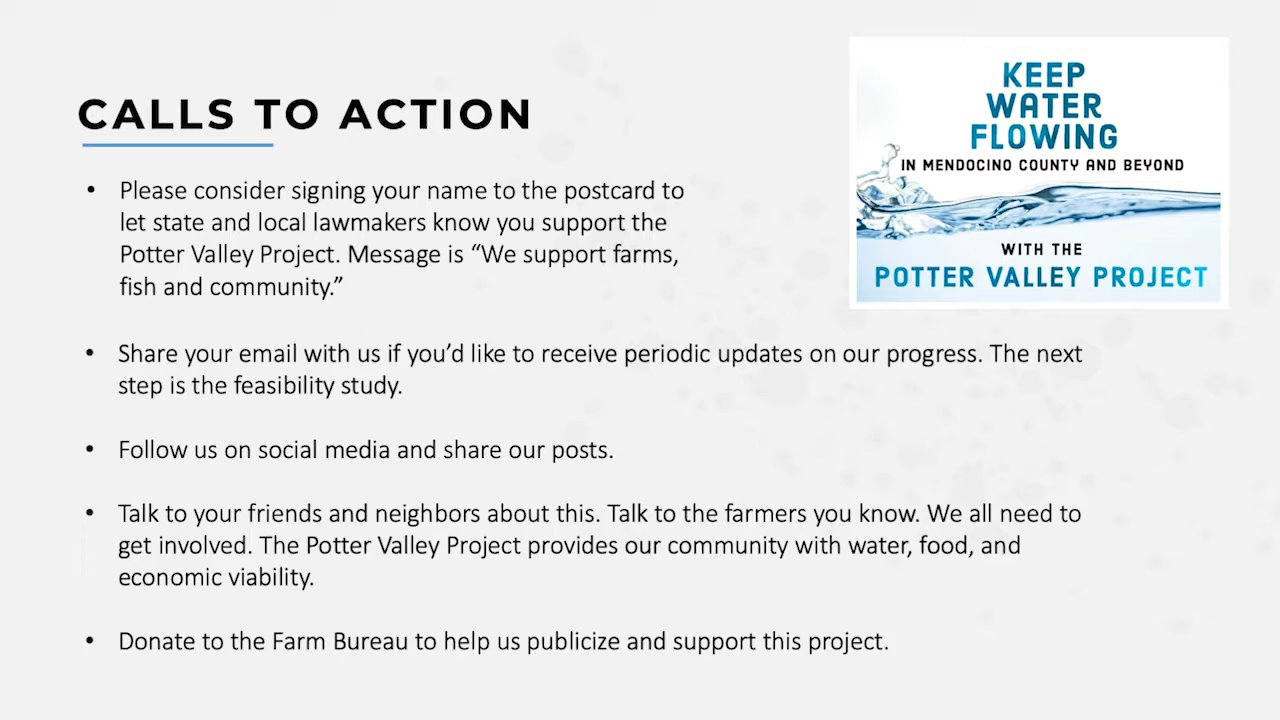 CALLS TO ACTION
KEEP
WATER
FLOWING
IN MENDOCINO COUNTY AND BEYOND
WITH THE
POTTER VALLEY PROJECT
• Please consider signing your name to the postcard to
let state and local lawmakers know you support the
Potter Valley Project. Message is “We support farms,
fish and community.”
• Share your email with us if you’d like to receive periodic updates on our progress. The next
step is the feasibility study.
• Follow us on social media and share our posts.
• Talk to your friends and neighbors about this. Talk to the farmers you know. We all need to
get involved. The Potter Valley Project provides our community with water, food, and
economic viability.
• Donate to the Farm Bureau to help us publicize and support this project.